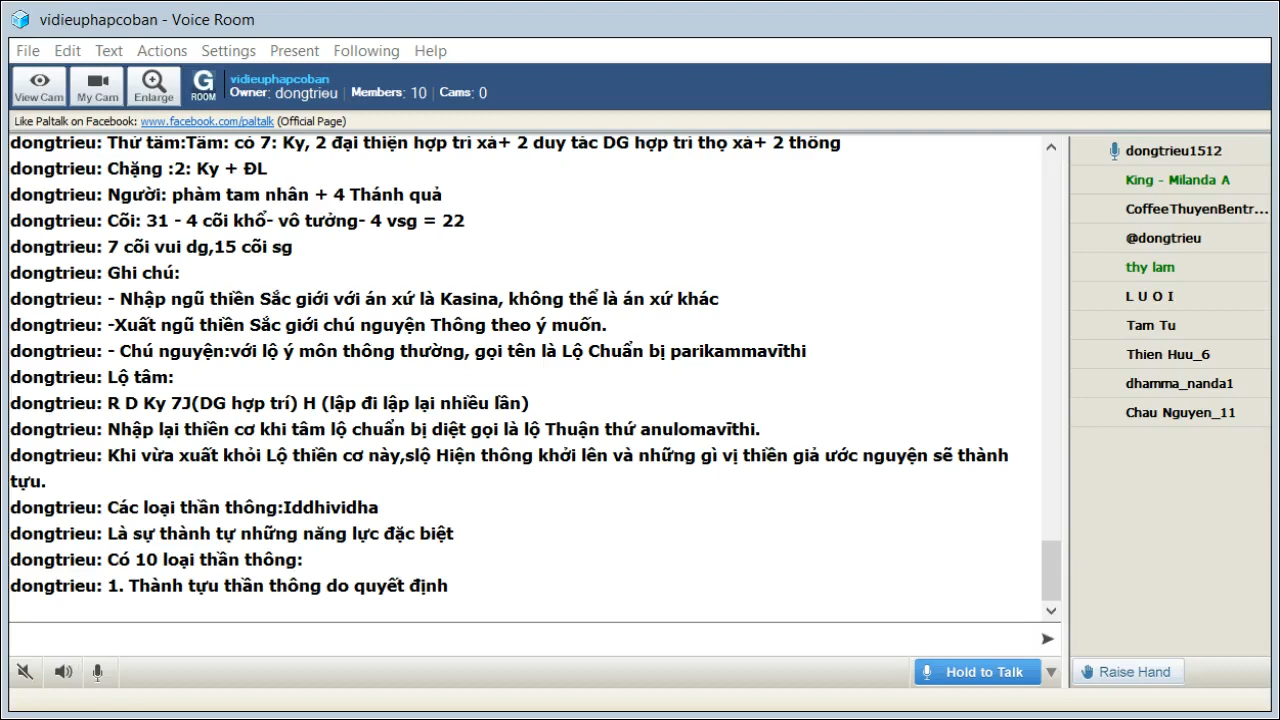 vidieuphapcoban - Voice Room
File Edit Text Actions Settings Present Following Help
View Cam My Cam Enlarge G ROOM vidieuphapcoban
Owner: dongtrieu | Members: 10 | Cams: 0
Like Paltalk on Facebook: www.facebook.com/paltalk (Official Page)
dongtrieu: Thứ tâm:Tâm: có 7: Ky, 2 đại thiện hợp trí xả+ 2 duy tác DG hợp trí thọ xả+ 2 thông
dongtrieu: Chặng :2: Ky + ĐL
dongtrieu: Người: phàm tam nhân + 4 Thánh quả
dongtrieu: Cõi: 31 - 4 cõi khổ- vô tưởng- 4 vsg = 22
dongtrieu: 7 cõi vui dg,15 cõi sg
dongtrieu: Ghi chú:
dongtrieu: - Nhập ngũ thiền Sắc giới với án xứ là Kasina, không thể là án xứ khác
dongtrieu: -Xuất ngũ thiền Sắc giới chú nguyện Thông theo ý muốn.
dongtrieu: - Chú nguyện:với lộ ý môn thông thường, gọi tên là Lộ Chuẩn bị parikammavīthi
dongtrieu: Lộ tâm:
dongtrieu: R D Ky 7J(DG hợp trí) H (lập đi lập lại nhiều lần)
dongtrieu: Nhập lại thiền cơ khi tâm lộ chuẩn bị diệt gọi là lộ Thuận thứ anulomavīthi.
dongtrieu: Khi vừa xuất khỏi Lộ thiền cơ này,slộ Hiện thông khởi lên và những gì vị thiền giả ước nguyện sẽ thành
tựu.
dongtrieu: Các loại thần thông:Iddhividha
dongtrieu: Là sự thành tự những năng lực đặc biệt
dongtrieu: Có 10 loại thần thông:
dongtrieu: 1. Thành tựu thần thông do quyết định
dongtrieu1512
King - Milanda A
CoffeeThuyenBentr...
@dongtrieu
thy lam
L U O I
Tam Tu
Thien Huu_6
dhamma_nanda1
Chau Nguyen_11
Hold to Talk
Raise Hand